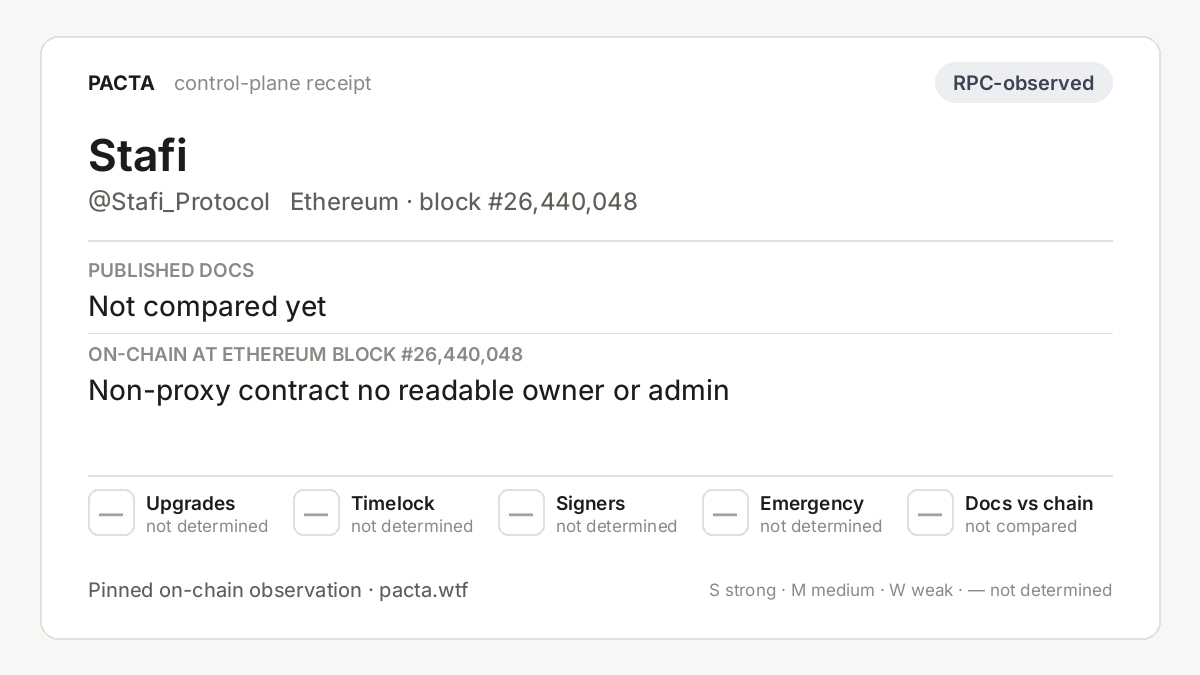 PACTA control-plane receipt
RPC-observed
Stafi
@Stafi_Protocol Ethereum · block #26,440,048
PUBLISHED DOCS
Not compared yet
ON-CHAIN AT ETHEREUM BLOCK #26,440,048
Non-proxy contract no readable owner or admin
— Upgrades
not determined
— Timelock
not determined
— Signers
not determined
— Emergency
not determined
— Docs vs chain
not compared
Pinned on-chain observation · pacta.wtf
S strong · M medium · W weak · — not determined